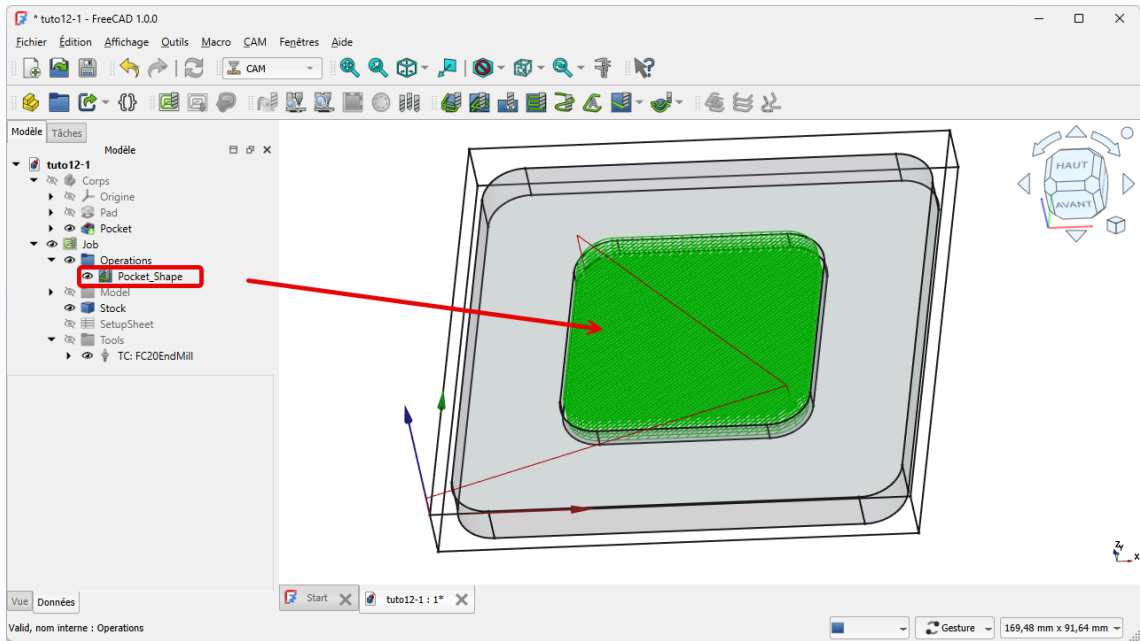 * tuto12-1 - FreeCAD 1.0.0
Fichier Édition Affichage Outils Macro CAM Fenêtres Aide
CAM
Modèle Tâches
Modèle
tuto12-1
Corps
Origine
Pad
Pocket
Job
Operations
Pocket_Shape
Model
Stock
SetupSheet
Tools
TC: FC20EndMill
HAUT
AVANT
Z
Y
X
Vue Données
Start tuto12-1 : 1*
Valid, nom interne : Operations
Gesture 169,48 mm x 91,64 mm